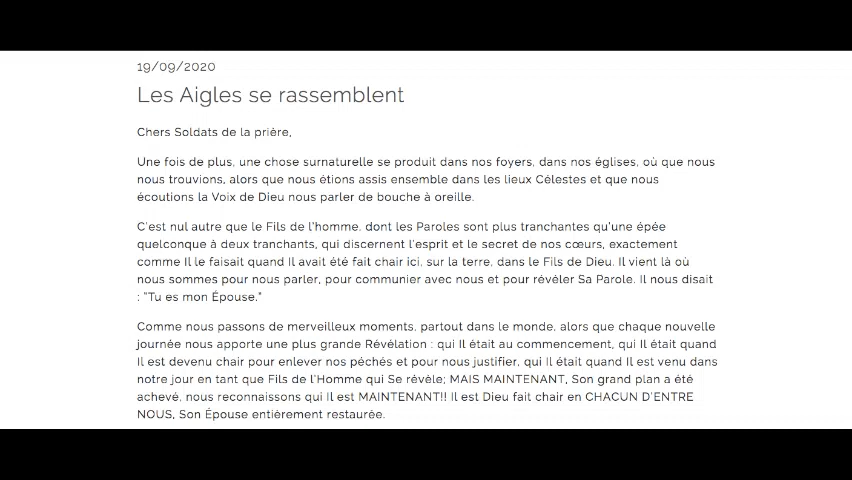 19/09/2020
Les Aigles se rassemblent
Chers Soldats de la prière,
Une fois de plus, une chose surnaturelle se produit dans nos foyers, dans nos églises, où que nous
nous trouvions, alors que nous étions assis ensemble dans les lieux Célestes et que nous
écoutions la Voix de Dieu nous parler de bouche à oreille.
C'est nul autre que le Fils de l'homme, dont les Paroles sont plus tranchantes qu'une épée
quelconque à deux tranchants, qui discernent l'esprit et le secret de nos cœurs, exactement
comme Il le faisait quand Il avait été fait chair ici, sur la terre, dans le Fils de Dieu. Il vient là où
nous sommes pour nous parler, pour communier avec nous et pour révéler Sa Parole. Il nous disait
: "Tu es mon Épouse."
Comme nous passons de merveilleux moments, partout dans le monde, alors que chaque nouvelle
journée nous apporte une plus grande Révélation : qui Il était au commencement, qui Il était quand
Il est devenu chair pour enlever nos péchés et pour nous justifier, qui Il était quand Il est venu dans
notre jour en tant que Fils de l'Homme qui Se révèle; MAIS MAINTENANT, Son grand plan a été
achevé, nous reconnaissons qui Il est MAINTENANT!! Il est Dieu fait chair en CHACUN D'ENTRE
NOUS, Son Épouse entièrement restaurée.